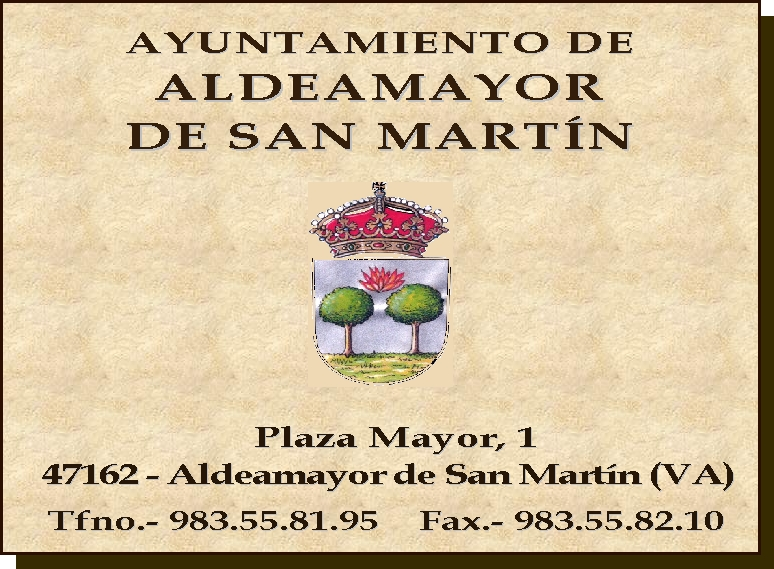 AYUNTAMIENTO DE
ALDEAMAYOR
DE SAN MARTÍN
Plaza Mayor, 1
47162 - Aldeamayor de San Martín (VA)
Tfno.- 983.55.81.95 Fax.- 983.55.82.10